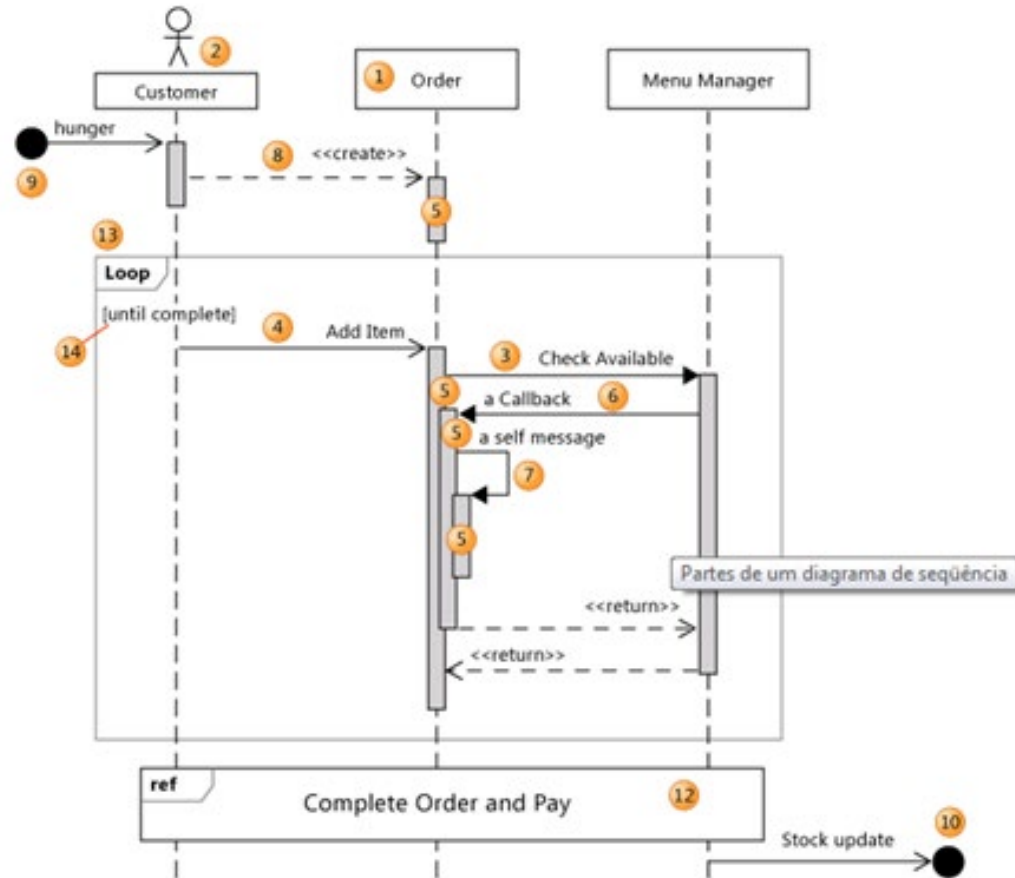 2
1
Order
Menu Manager
Customer
hunger
8
<<create>>
9
5
13
Loop
[until complete]
4
Add Item
14
3
Check Available
5
a Callback
6
5
a self message
7
5
Partes de um diagrama de seqüência
<<return>>
<<return>>
ref
Complete Order and Pay
12
10
Stock update